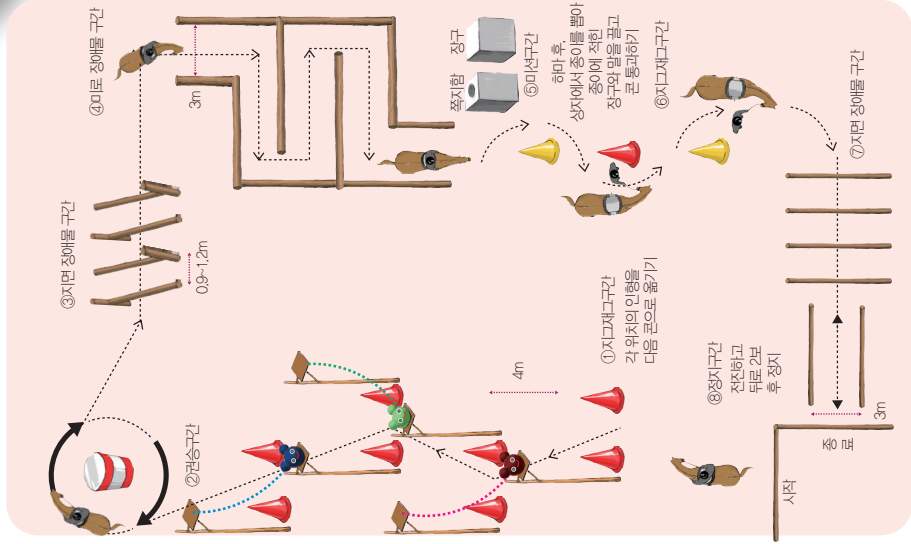 시작
①지그재그구간
각 위치의 인형을
다음 콘으로 옮기기
4m
②권승구간
③지면 장애물 구간
0.9~1.2m
④미로 장애물 구간
3m
쪽지함
장구
⑤미션구간
하마 후,
상자에서 종이를 뽑아
종이에 적힌
장구와 말을 끌고
콘 통과하기
⑥지그재그구간
⑦지면 장애물 구간
⑧정지구간
전진하고
뒤로 2보
후 정지
3m
종료